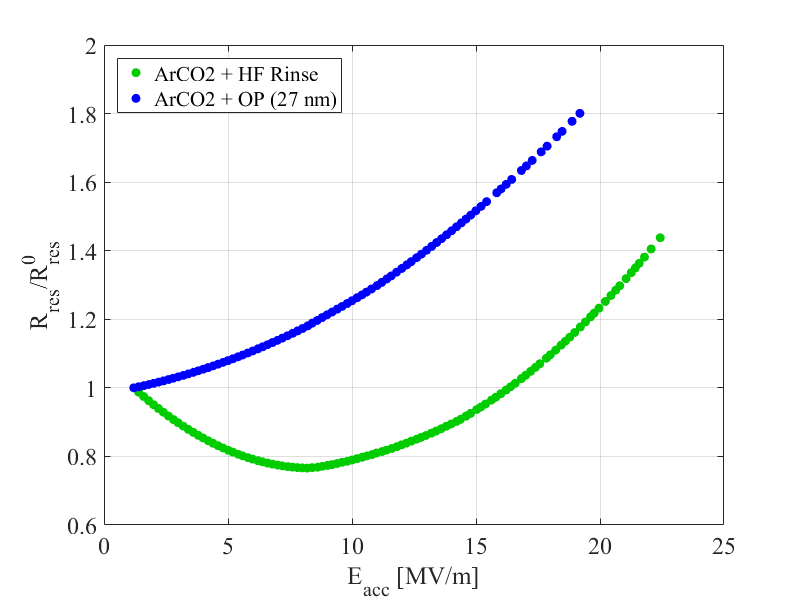 ArCO2 + HF Rinse
ArCO2 + OP (27 nm)
2
1.8
1.6
1.4
1.2
1
0.8
0.6
R_res/R^0_res
0 5 10 15 20 25
E_acc [MV/m]